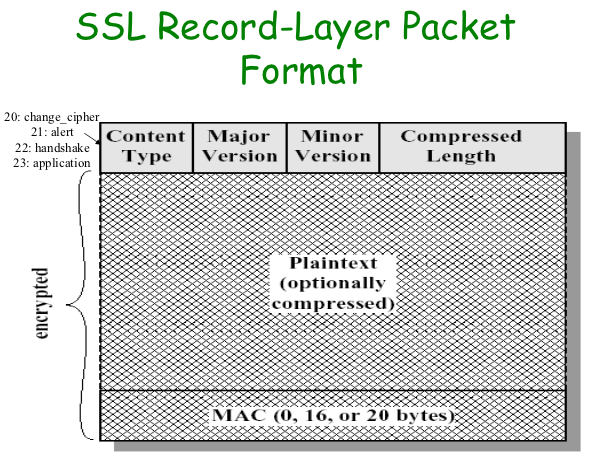 SSL Record-Layer Packet
Format
20: change_cipher
21: alert
22: handshake
23: application
Content
Type
Major
Version
Minor
Version
Compressed
Length
encrypted
Plaintext
(optionally
compressed)
MAC (0, 16, or 20 bytes)